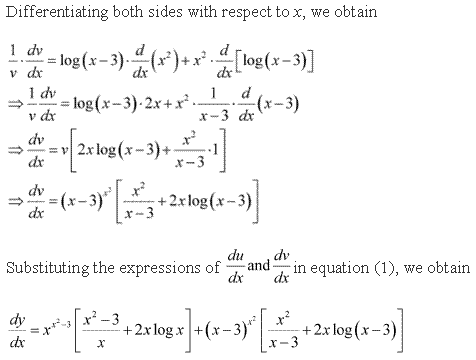 Differentiating both sides with respect to x, we obtain
1/v · dv/dx = log(x−3) · d/dx(x²) + x² · d/dx[log(x−3)]
⇒ 1/v dv/dx = log(x−3) · 2x + x² · 1/(x−3) · d/dx(x−3)
⇒ dv/dx = v[2x log(x−3) + x²/(x−3) · 1]
⇒ dv/dx = (x−3)^(x²) [x²/(x−3) + 2x log(x−3)]
Substituting the expressions of du/dx and dv/dx in equation (1), we obtain
dy/dx = x^(x²−3) [(x²−3)/x + 2x log x] + (x−3)^(x²) [x²/(x−3) + 2x log(x−3)]